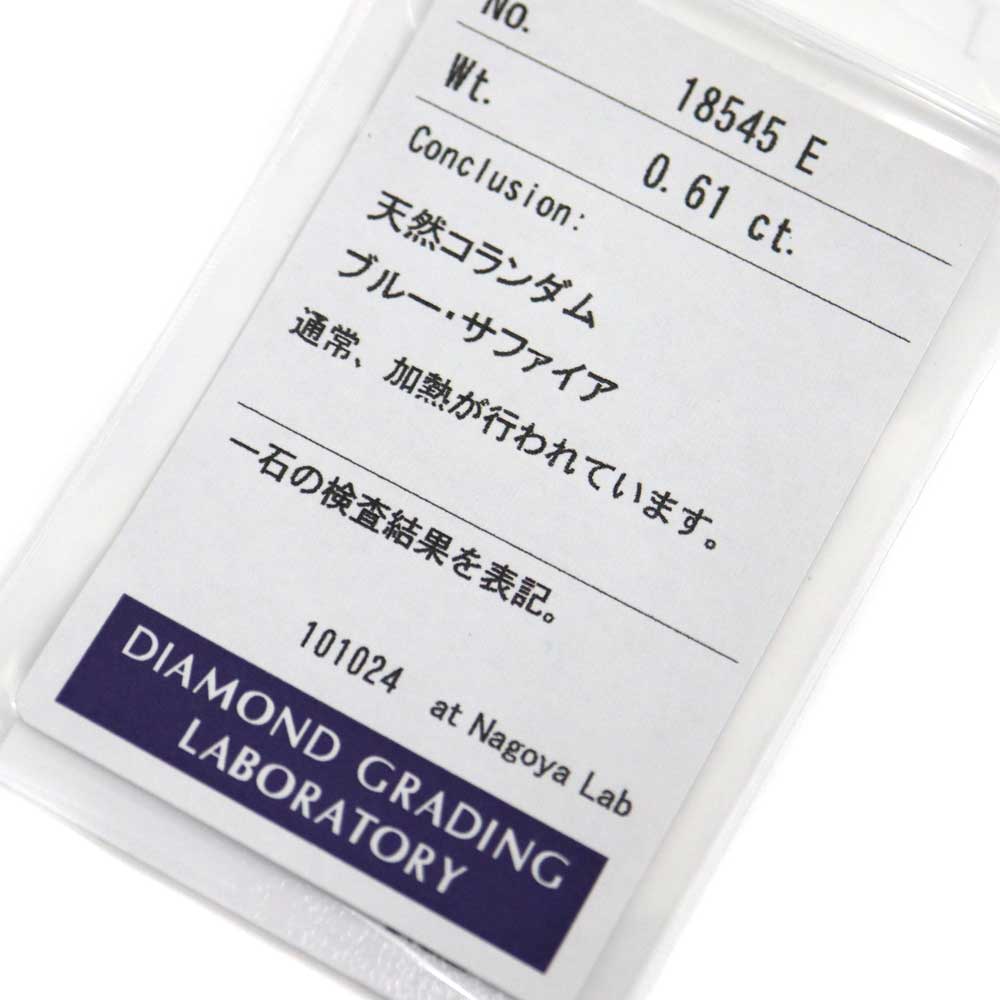 No. 18545 E
Wt. 0.61 ct.
Conclusion:
天然コランダム
ブルー・サファイア
通常、加熱が行われています。
一石の検査結果を表記。
101024 at Nagoya Lab
DIAMOND GRADING
LABORATORY